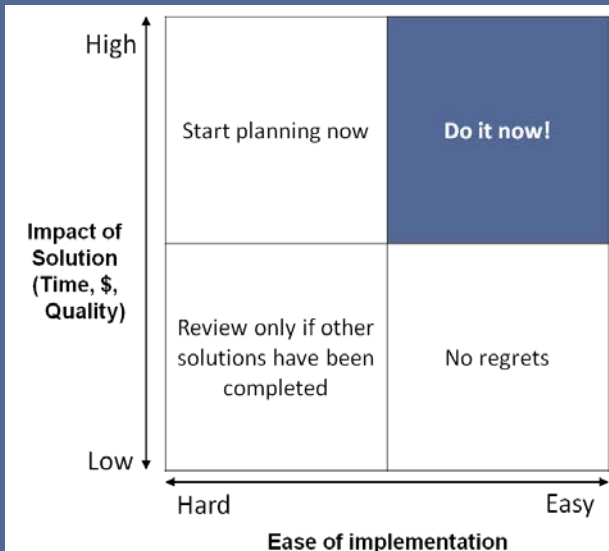 High
Start planning now
Do it now!
Impact of
Solution
(Time, $,
Quality)
Review only if other
solutions have been
completed
No regrets
Low
Hard
Easy
Ease of implementation